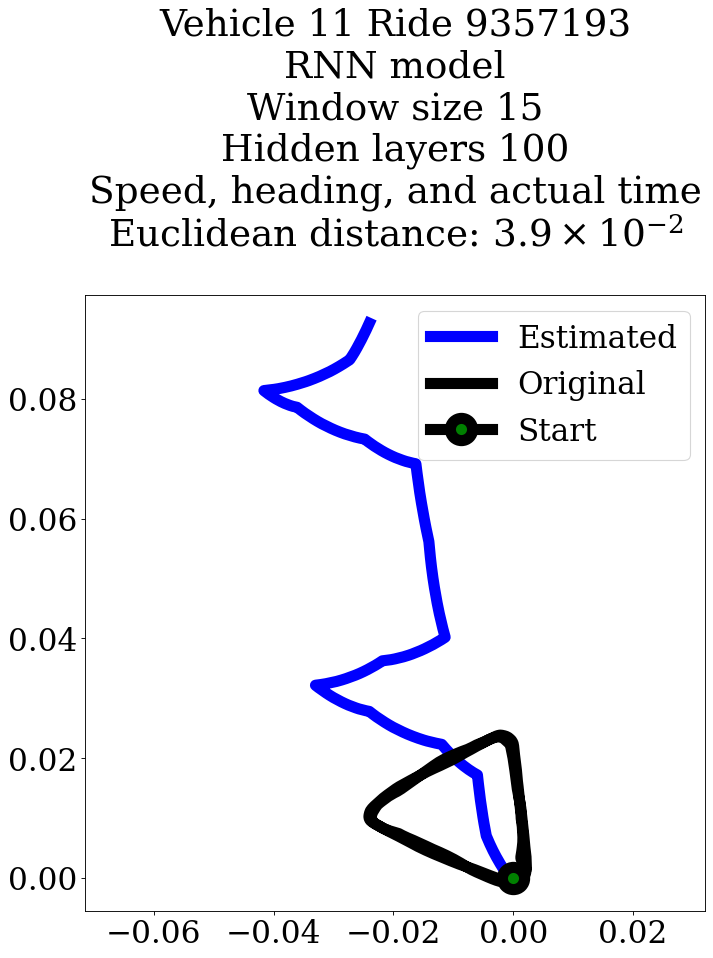 Vehicle 11 Ride 9357193
RNN model
Window size 15
Hidden layers 100
Speed, heading, and actual time
Euclidean distance: 3.9 × 10⁻²
Estimated
Original
Start
0.08
0.06
0.04
0.02
0.00
−0.06 −0.04 −0.02 0.00 0.02